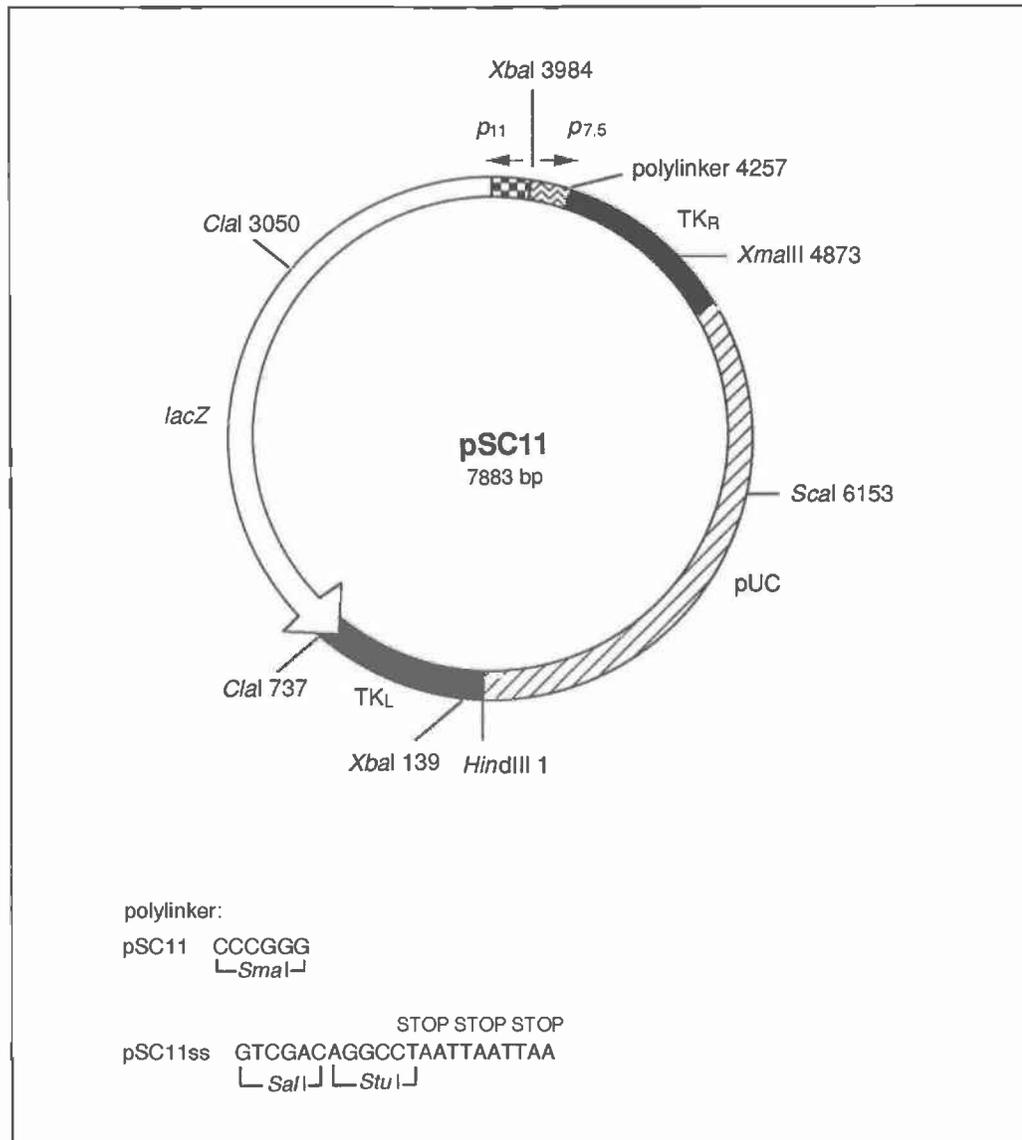 XbaI 3984
p11 p7,5
polylinker 4257
TKR
XmaIII 4873
ClaI 3050
lacZ
pSC11
7883 bp
ScaI 6153
pUC
ClaI 737
TKL
XbaI 139 HindIII 1
polylinker:
pSC11 CCCGGG
SmaI
STOP STOP STOP
pSC11ss GTCGACAGGCCTAATTAATTAA
SalI StuI